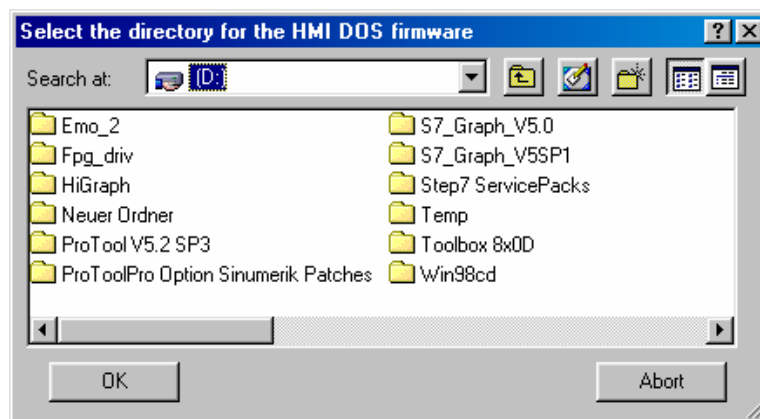 Select the directory for the HMI DOS firmware
Search at: (D:)
Emo_2
Fpg_driv
HiGraph
Neuer Ordner
ProTool V5.2 SP3
ProToolPro Option Sinumerik Patches
S7_Graph_V5.0
S7_Graph_V5SP1
Step7 ServicePacks
Temp
Toolbox 8x0D
Win98cd
OK
Abort